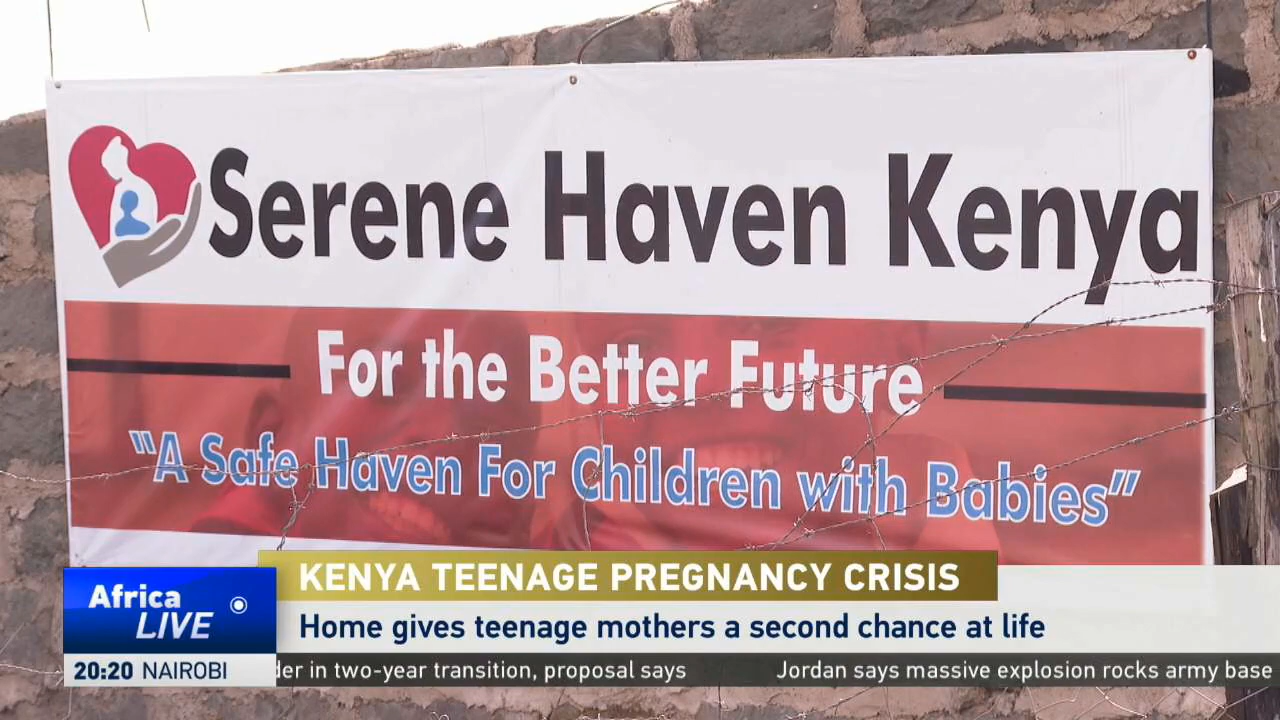 Serene Haven Kenya
For the Better Future
"A Safe Haven For Children with Babies"
KENYA TEENAGE PREGNANCY CRISIS
Africa
LIVE
Home gives teenage mothers a second chance at life
20:20 NAIROBI
in two-year transition, proposal says Jordan says massive explosion rocks army base